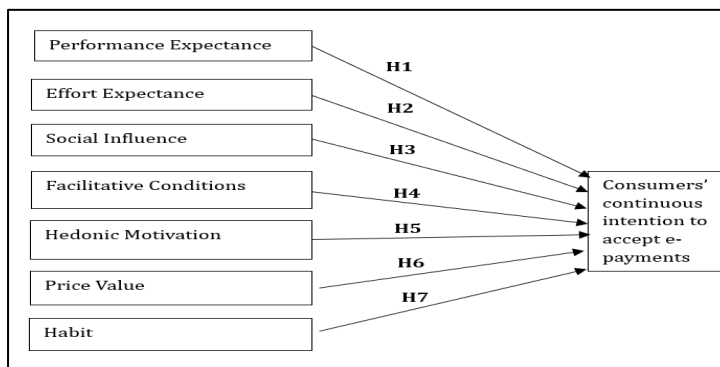 Performance Expectance
H1
Effort Expectance
H2
Social Influence
H3
Facilitative Conditions
H4
Hedonic Motivation
H5
Price Value
H6
Habit
H7
Consumers'
continuous
intention to
accept e-
payments